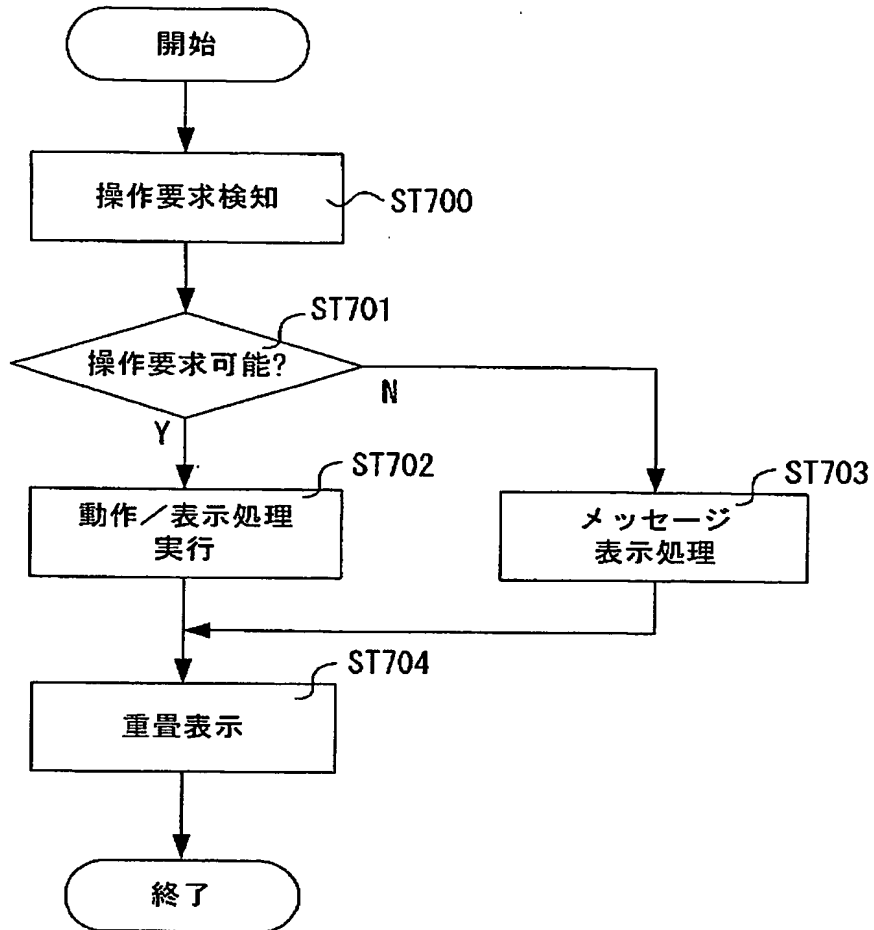 開始
操作要求検知
ST700
ST701
操作要求可能?
N
Y
ST702
動作／表示処理
実行
ST703
メッセージ
表示処理
ST704
重畳表示
終了